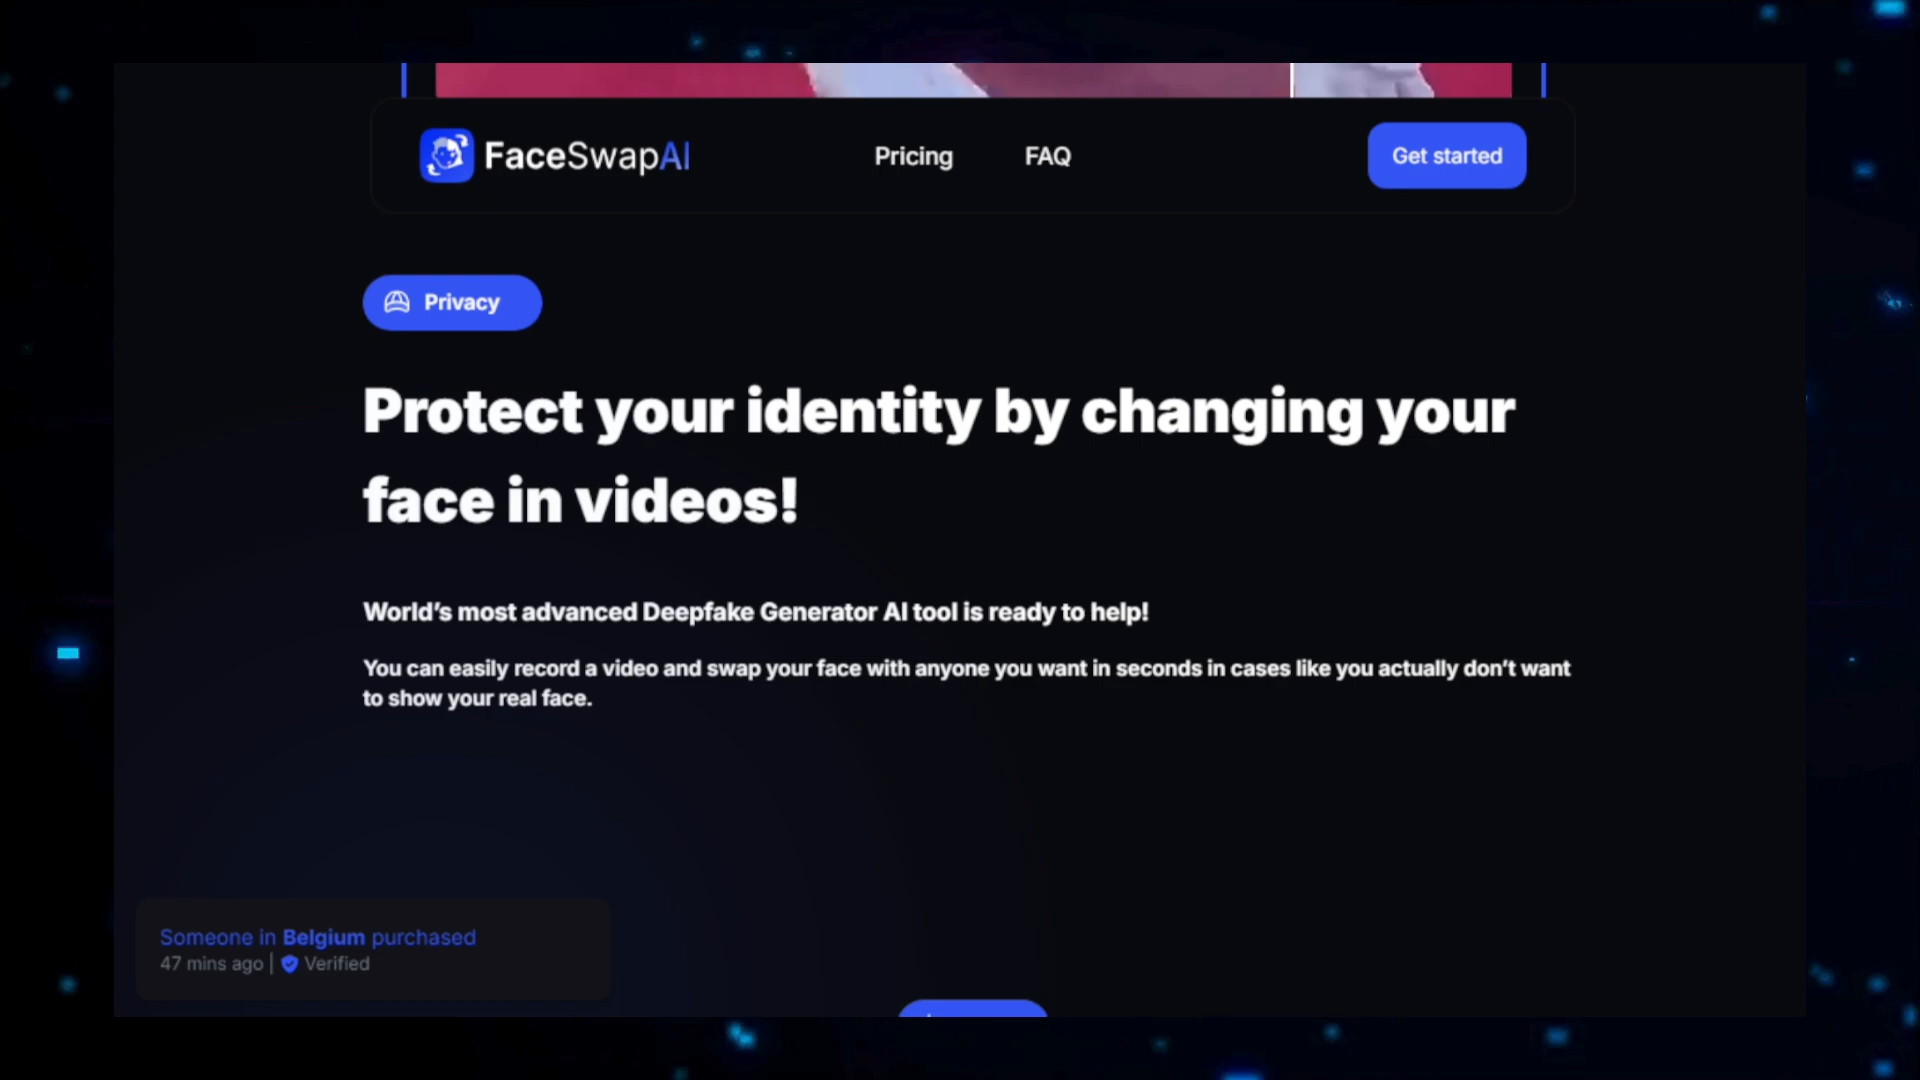 FaceSwapAI
Pricing
FAQ
Get started
Privacy
Protect your identity by changing your
face in videos!
World’s most advanced Deepfake Generator AI tool is ready to help!
You can easily record a video and swap your face with anyone you want in seconds in cases like you actually don’t want
to show your real face.
Someone in Belgium purchased
47 mins ago | Verified